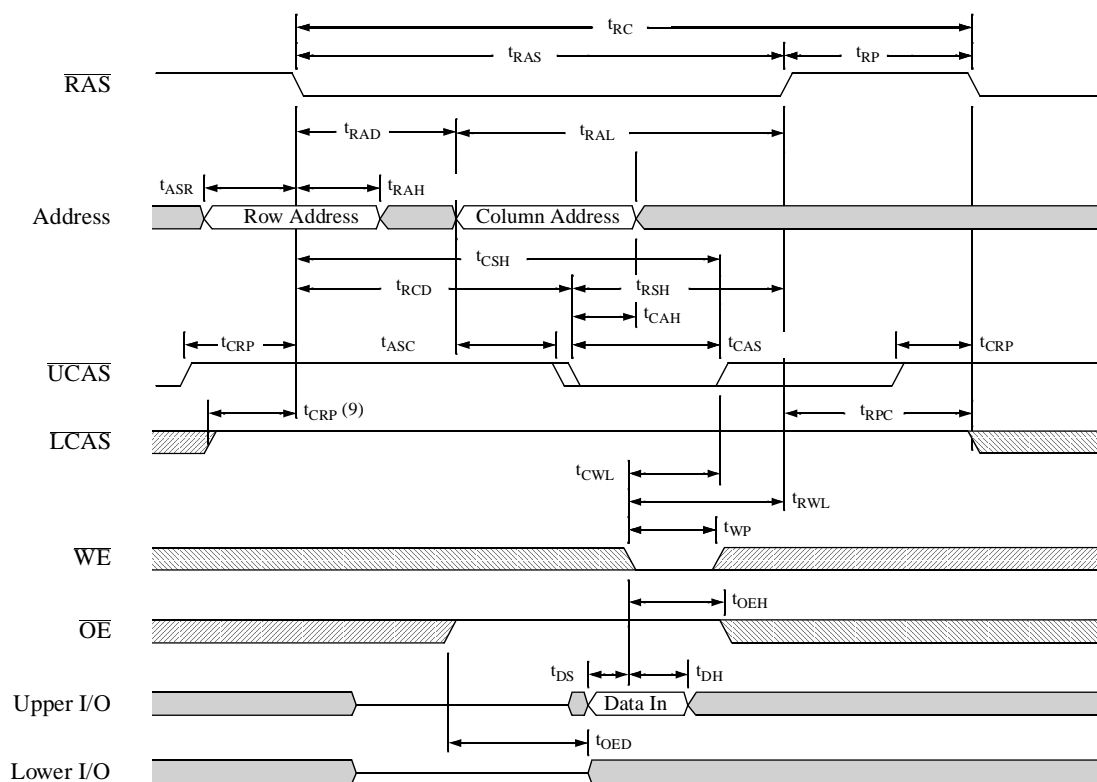 tRC
tRAS tRP
RAS
tRAD tRAL
tASR tRAH
Address Row Address Column Address
tCSH
tRCD tRSH
tCAH
tCRP tASC tCAS tCRP
UCAS
tCRP (9) tRPC
LCAS
tCWL
tRWL
tWP
WE
tOEH
OE
tDS tDH
Upper I/O Data In
tOED
Lower I/O